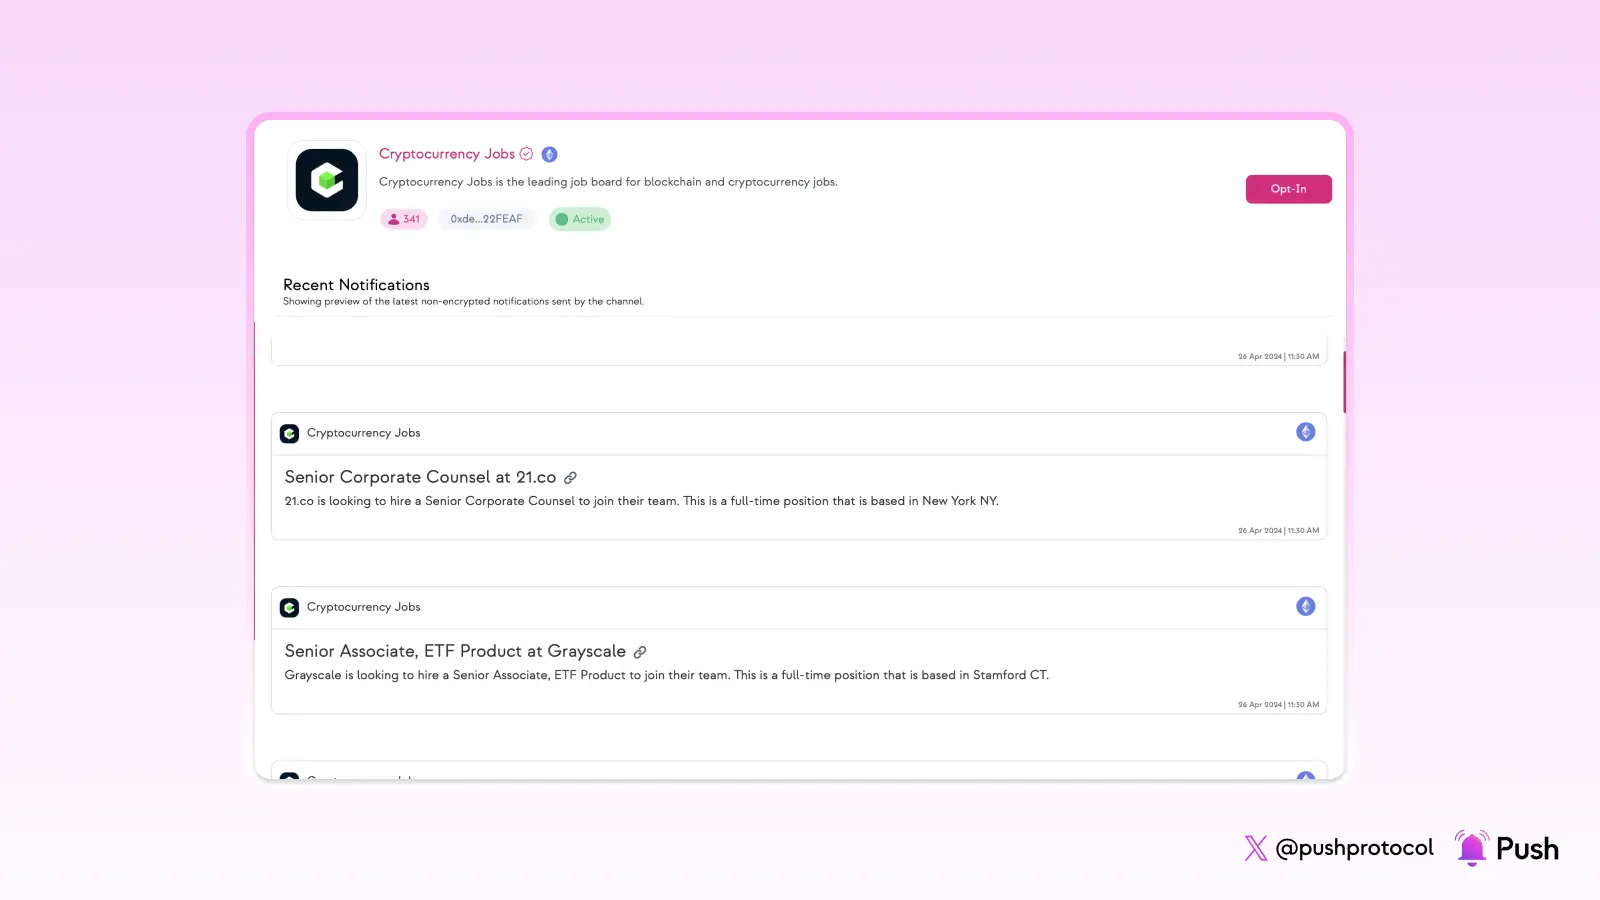 Cryptocurrency Jobs
Cryptocurrency Jobs is the leading job board for blockchain and cryptocurrency jobs.
Opt-In
341 0xde...22FEAF Active
Recent Notifications
Showing preview of the latest non-encrypted notifications sent by the channel.
26 Apr 2024 | 11:30 AM
Cryptocurrency Jobs
Senior Corporate Counsel at 21.co
21.co is looking to hire a Senior Corporate Counsel to join their team. This is a full-time position that is based in New York NY.
26 Apr 2024 | 11:30 AM
Cryptocurrency Jobs
Senior Associate, ETF Product at Grayscale
Grayscale is looking to hire a Senior Associate, ETF Product to join their team. This is a full-time position that is based in Stamford CT.
26 Apr 2024 | 11:30 AM
@pushprotocol Push